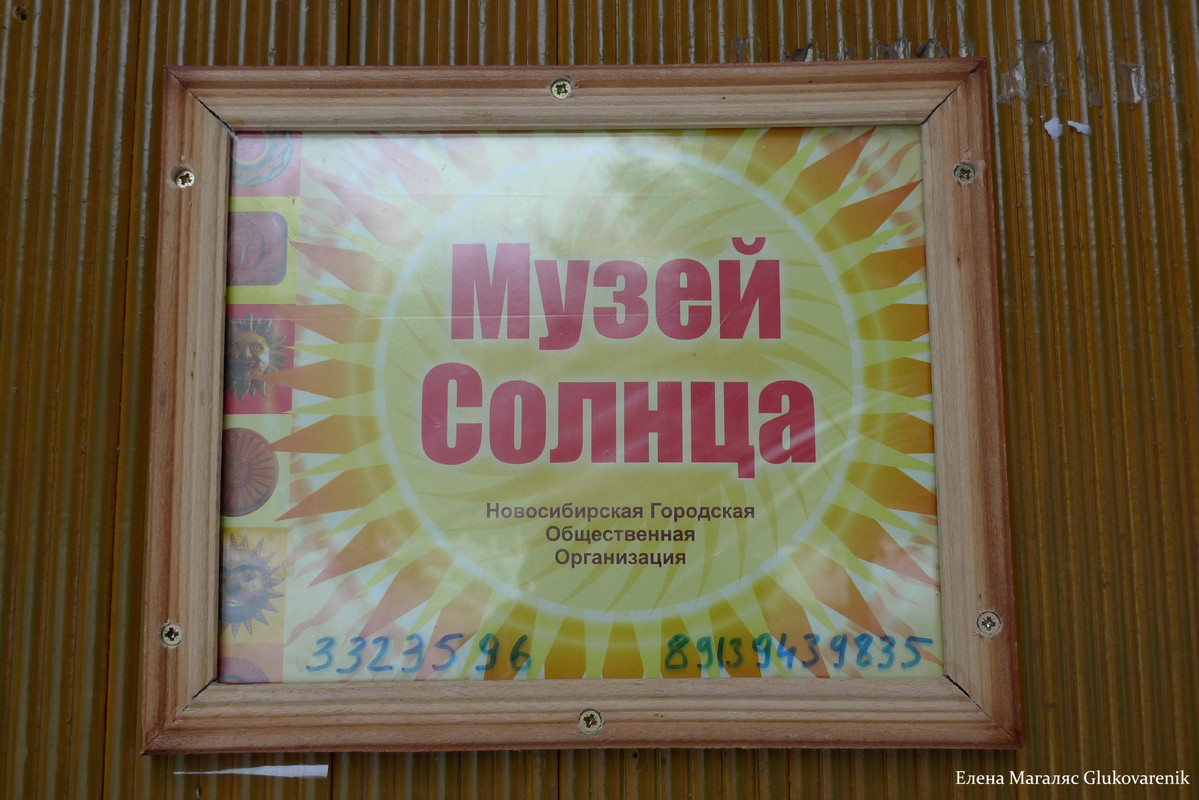 Музей
Солнца
Новосибирская Городская
Общественная
Организация
3323596 89139439835
Елена Магаляс Glukovarenik